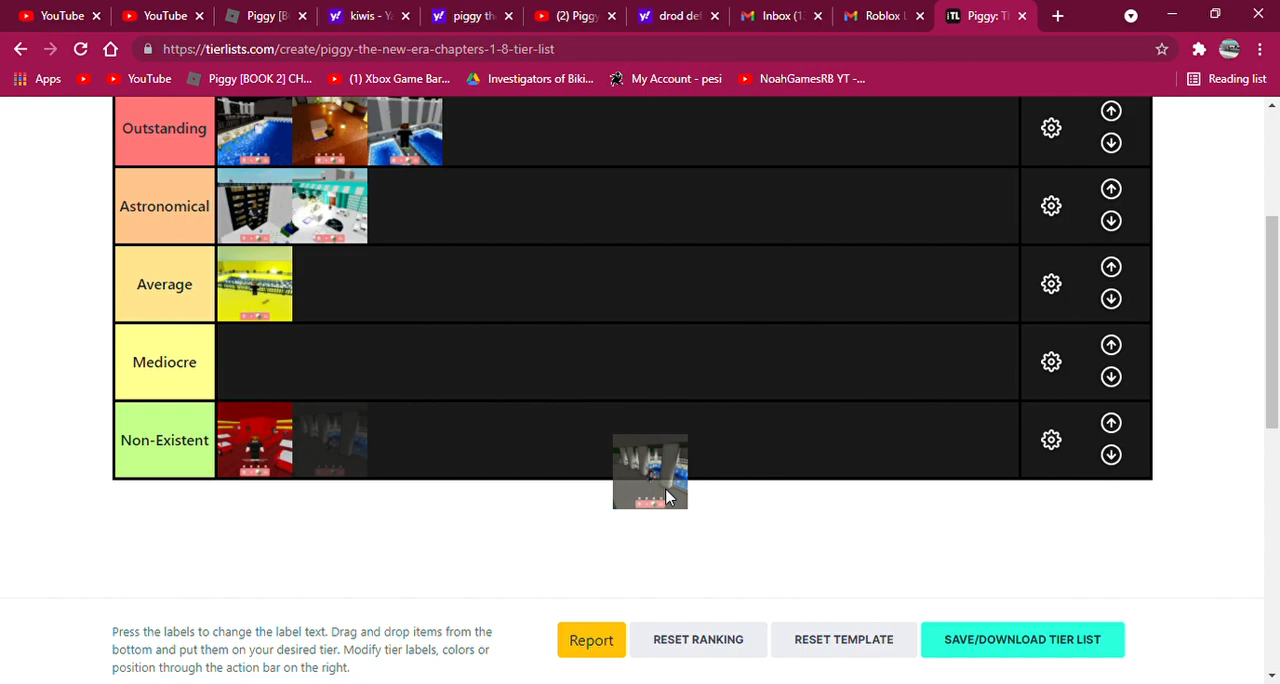 YouTube
YouTube
Piggy [B
kiwis - Ya
piggy the
(2) Piggy
drod def
Inbox (1
Roblox L
iTL Piggy: Ti
https://tierlists.com/create/piggy-the-new-era-chapters-1-8-tier-list
Apps
YouTube
Piggy [BOOK 2] CH...
(1) Xbox Game Bar...
Investigators of Biki...
My Account - pesi
NoahGamesRB YT -...
Reading list
Outstanding
Astronomical
Average
Mediocre
Non-Existent
Press the labels to change the label text. Drag and drop items from the
bottom and put them on your desired tier. Modify tier labels, colors or
position through the action bar on the right.
Report
RESET RANKING
RESET TEMPLATE
SAVE/DOWNLOAD TIER LIST